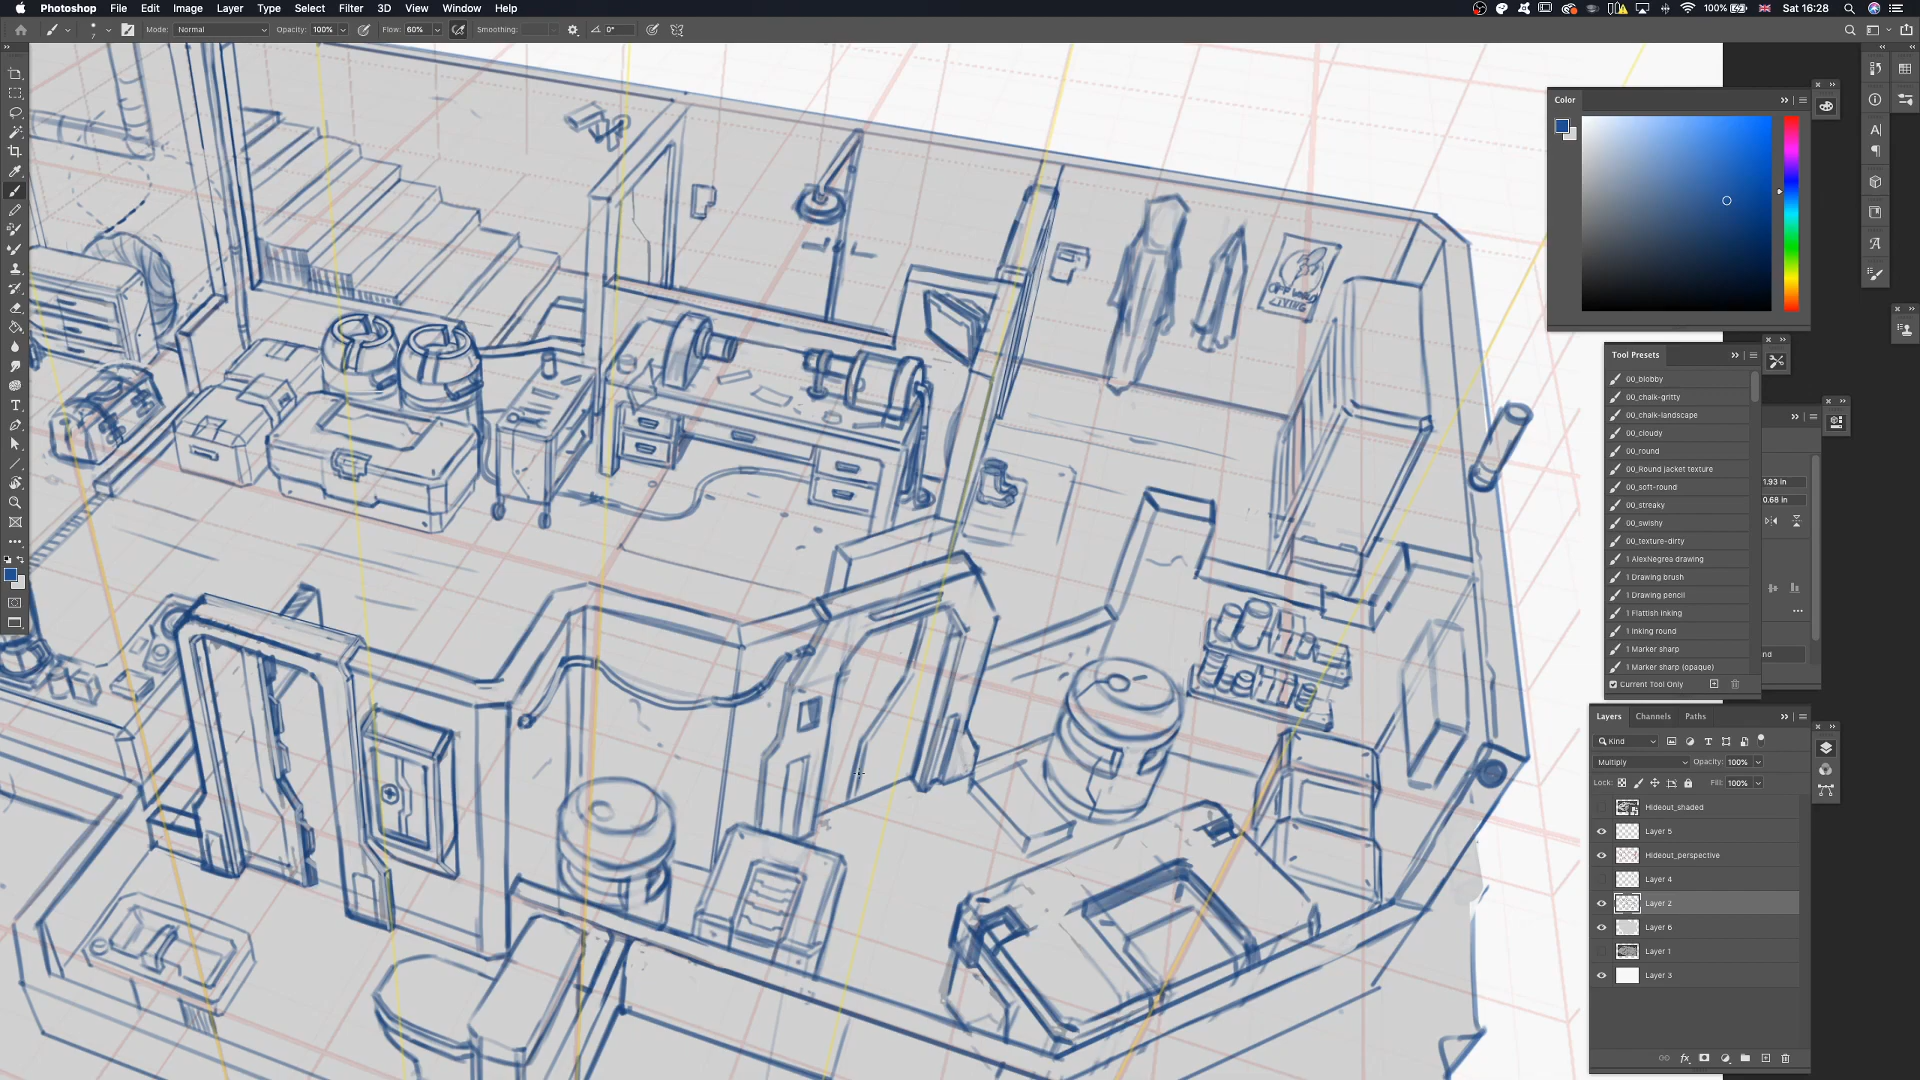 Photoshop File Edit Image Layer Type Select Filter 3D View Window Help
100% Sat 16:28
Mode: Normal Opacity: 100% Flow: 60% Smoothing: 0°
7
Color
Tool Presets
00_blobby
00_chalk-gritty
00_chalk-landscape
00_cloudy
00_round
00_Round jacket texture
00_soft-round
00_streaky
00_swishy
00_texture-dirty
1 AlexNegrea drawing
1 Drawing brush
1 Drawing pencil
1 Flattish inking
1 Inking round
1 Marker sharp
1 Marker sharp (opaque)
Current Tool Only
1.93 in
0.68 in
nd
Layers Channels Paths
Kind
Multiply Opacity: 100%
Lock: Fill: 100%
Hideout_shaded
Layer 5
Hideout_perspective
Layer 4
Layer 2
Layer 6
Layer 1
Layer 3
OFF WORLD
LIVING